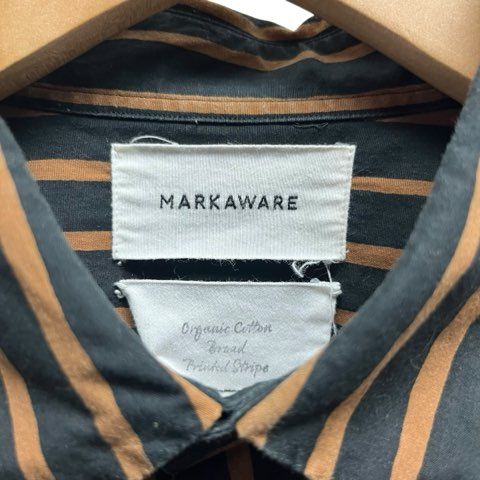 MARKAWARE
Organic Cotton
Broad
Printed Stripe